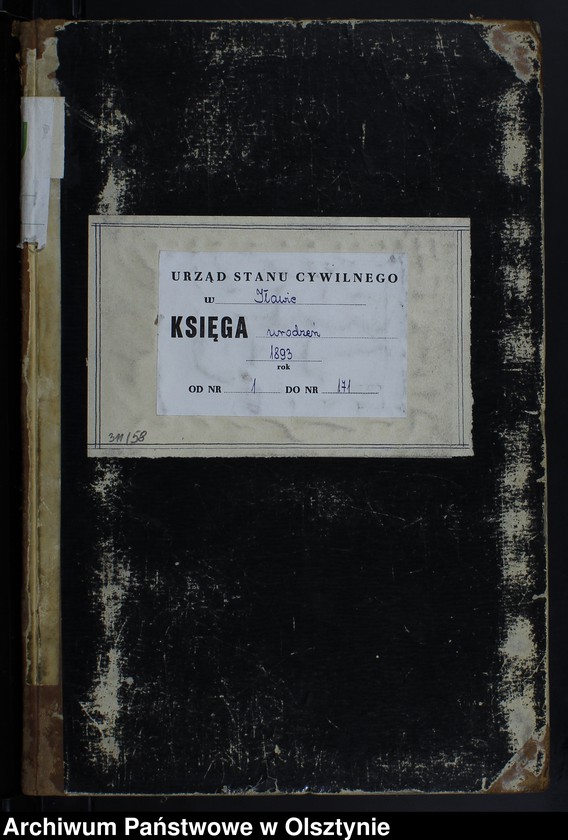 URZĄD STANU CYWILNEGO
w Iławie
KSIĘGA urodzeń
1893
rok
OD NR 1 DO NR 171
311/58
Archiwum Państwowe w Olsztynie